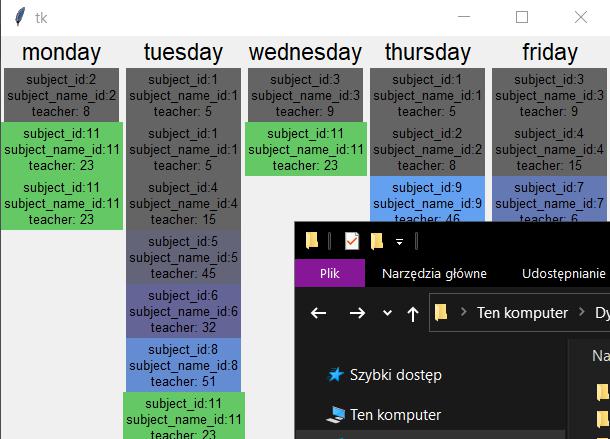 tk
monday
tuesday
wednesday
thursday
friday
subject_id:2
subject_name_id:2
teacher: 8
subject_id:11
subject_name_id:11
teacher: 23
subject_id:11
subject_name_id:11
teacher: 23
subject_id:1
subject_name_id:1
teacher: 5
subject_id:1
subject_name_id:1
teacher: 5
subject_id:4
subject_name_id:4
teacher: 15
subject_id:5
subject_name_id:5
teacher: 45
subject_id:6
subject_name_id:6
teacher: 32
subject_id:8
subject_name_id:8
teacher: 51
subject_id:11
subject_name_id:11
teacher: 23
subject_id:3
subject_name_id:3
teacher: 9
subject_id:11
subject_name_id:11
teacher: 23
subject_id:1
subject_name_id:1
teacher: 5
subject_id:2
subject_name_id:2
teacher: 8
subject_id:9
subject_name_id:9
teacher: 46
subject_id:3
subject_name_id:3
teacher: 9
subject_id:4
subject_name_id:4
teacher: 15
subject_id:7
subject_name_id:7
teacher: 6
Plik
Narzędzia główne
Udostępnianie
Ten komputer
Dy
Szybki dostęp
Ten komputer
Na